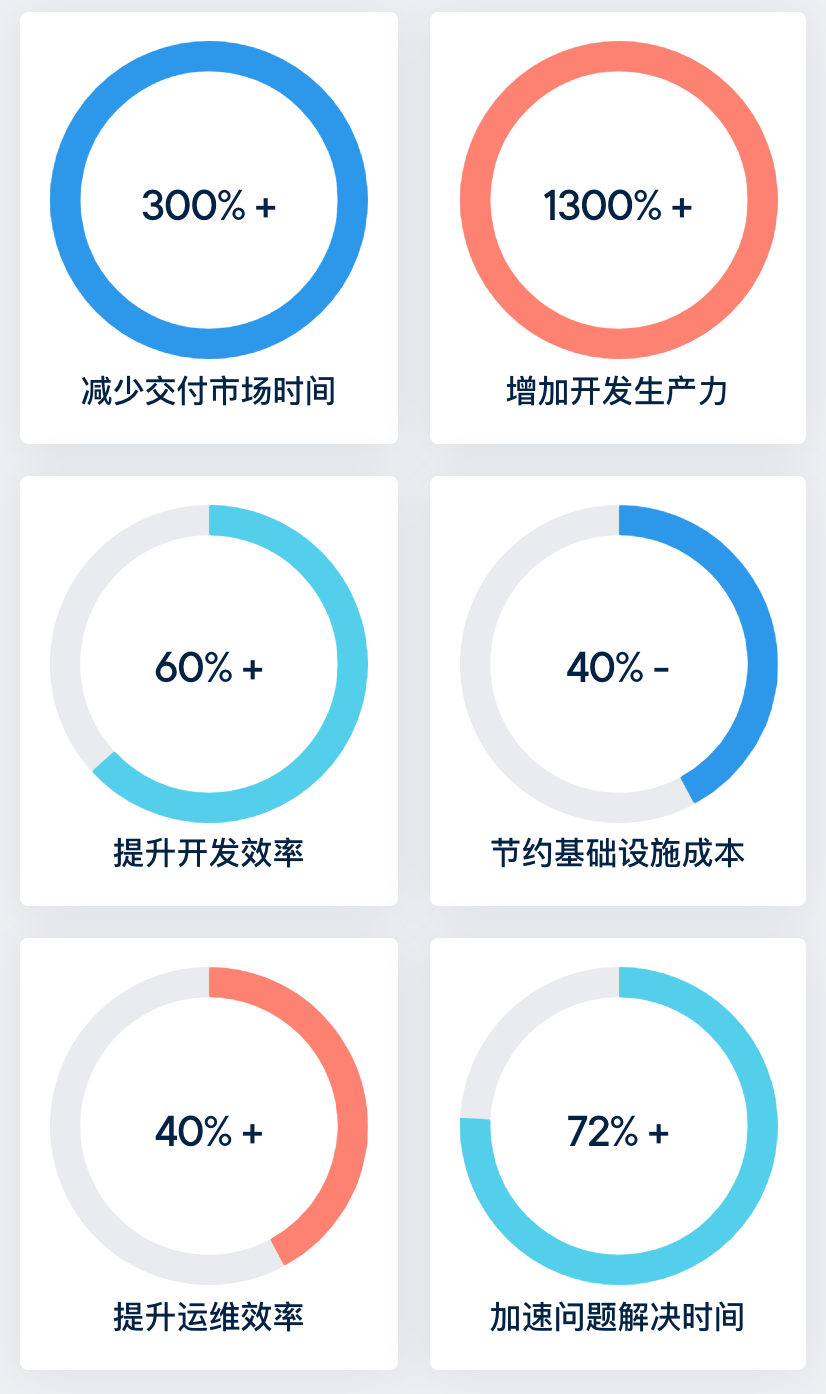 300% +
减少交付市场时间
1300% +
增加开发生产力
60% +
提升开发效率
40% -
节约基础设施成本
40% +
提升运维效率
72% +
加速问题解决时间